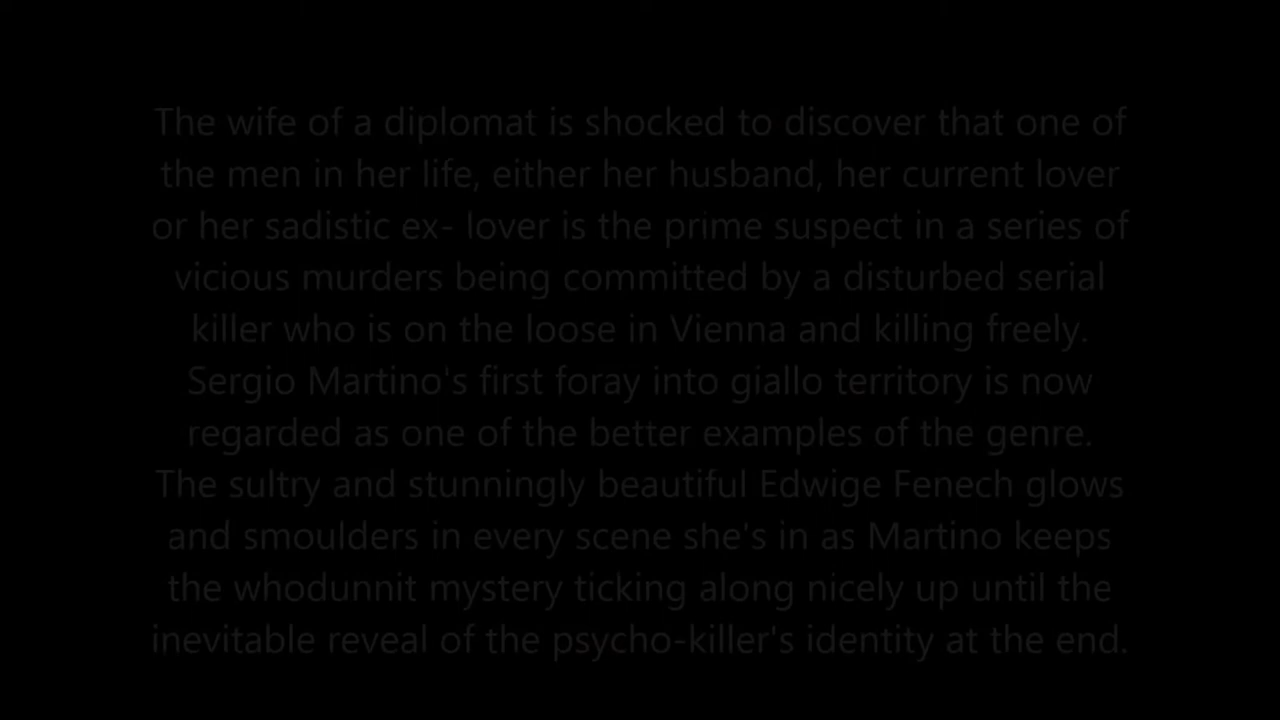 The wife of a diplomat is shocked to discover that one of
the men in her life, either her husband, her current lover
or her sadistic ex- lover is the prime suspect in a series of
vicious murders being committed by a disturbed serial
killer who is on the loose in Vienna and killing freely.
Sergio Martino's first foray into giallo territory is now
regarded as one of the better examples of the genre.
The sultry and stunningly beautiful Edwige Fenech glows
and smoulders in every scene she's in as Martino keeps
the whodunnit mystery ticking along nicely up until the
inevitable reveal of the psycho-killer's identity at the end.